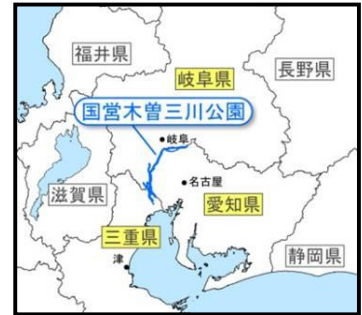 福井県
長野県
岐阜県
国営木曽三川公園
岐阜
名古屋
滋賀県
愛知県
三重県
津
静岡県